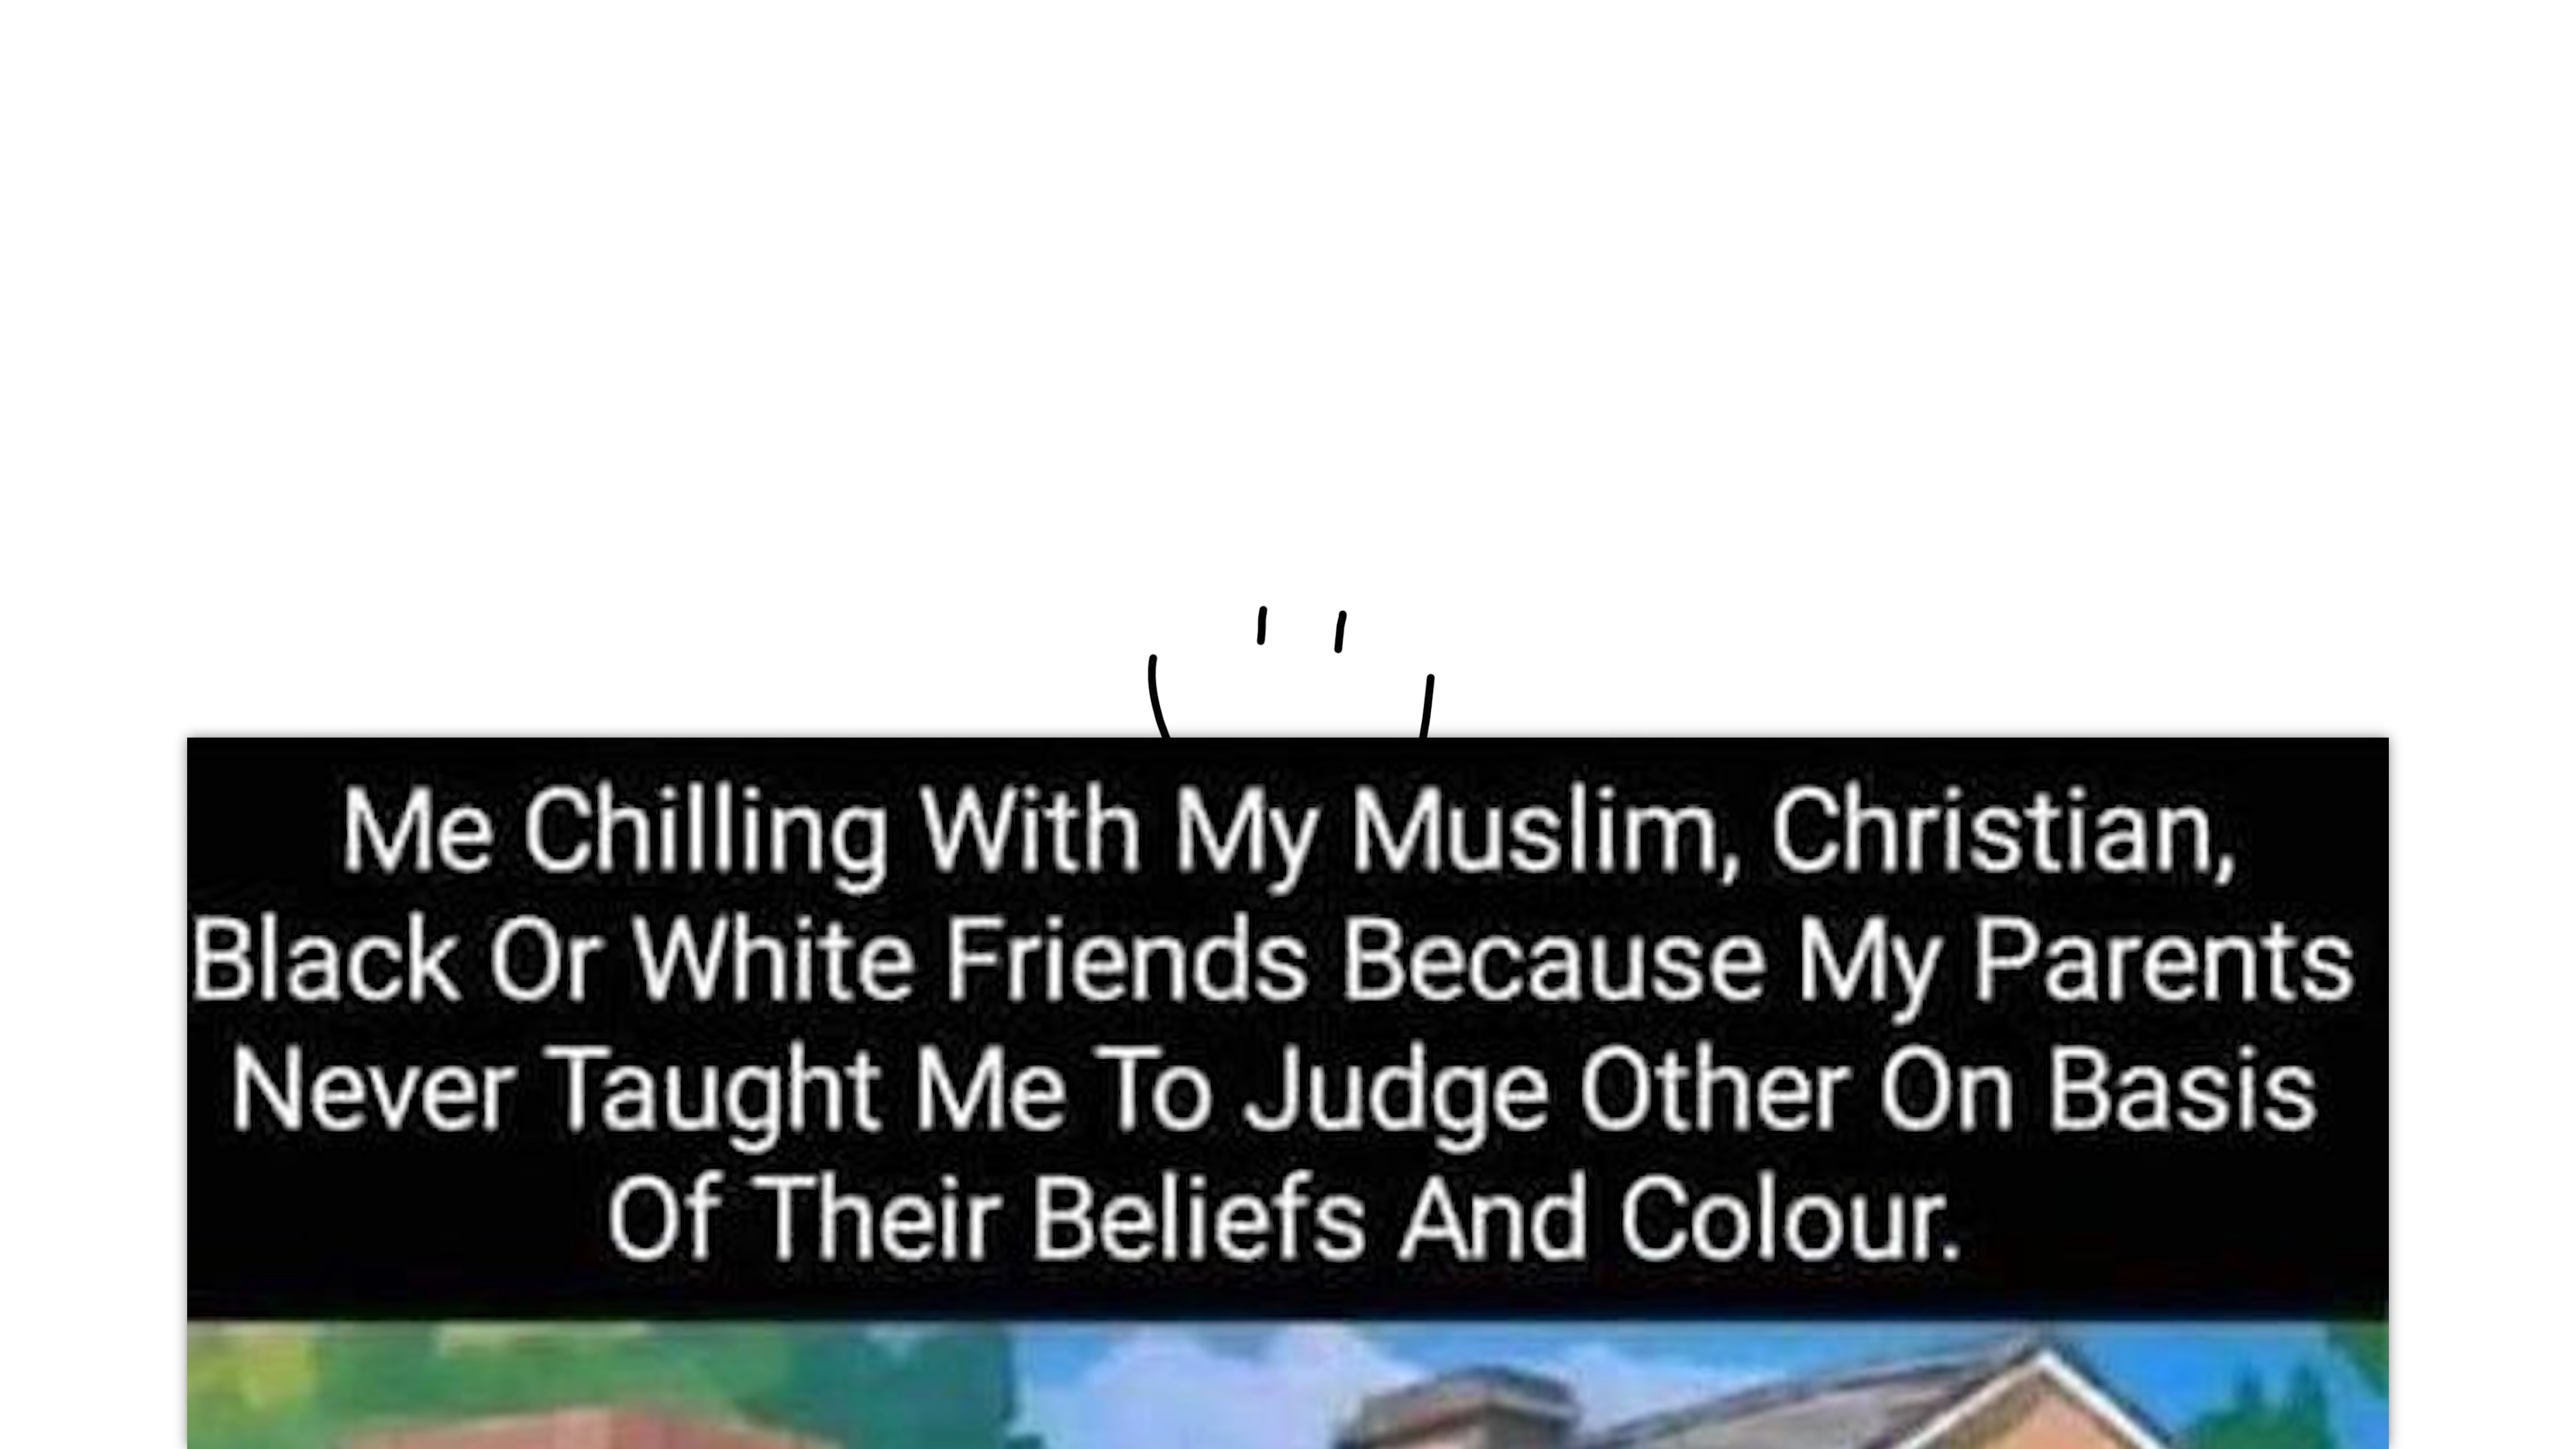 Me Chilling With My Muslim, Christian,
Black Or White Friends Because My Parents
Never Taught Me To Judge Other On Basis
Of Their Beliefs And Colour.